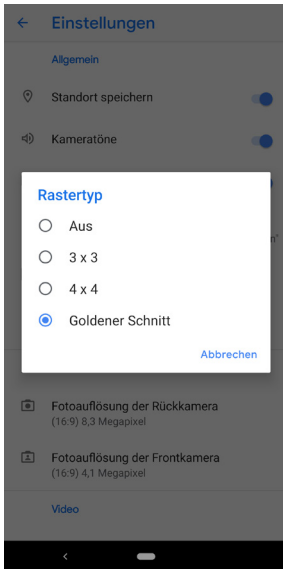 Einstellungen
Allgemein
Standort speichern
Kameratöne
Rastertyp
Aus
3 x 3
n'
4 x 4
Goldener Schnitt
Abbrechen
Fotoauflösung der Rückkamera
(16:9) 8,3 Megapixel
Fotoauflösung der Frontkamera
(16:9) 4,1 Megapixel
Video